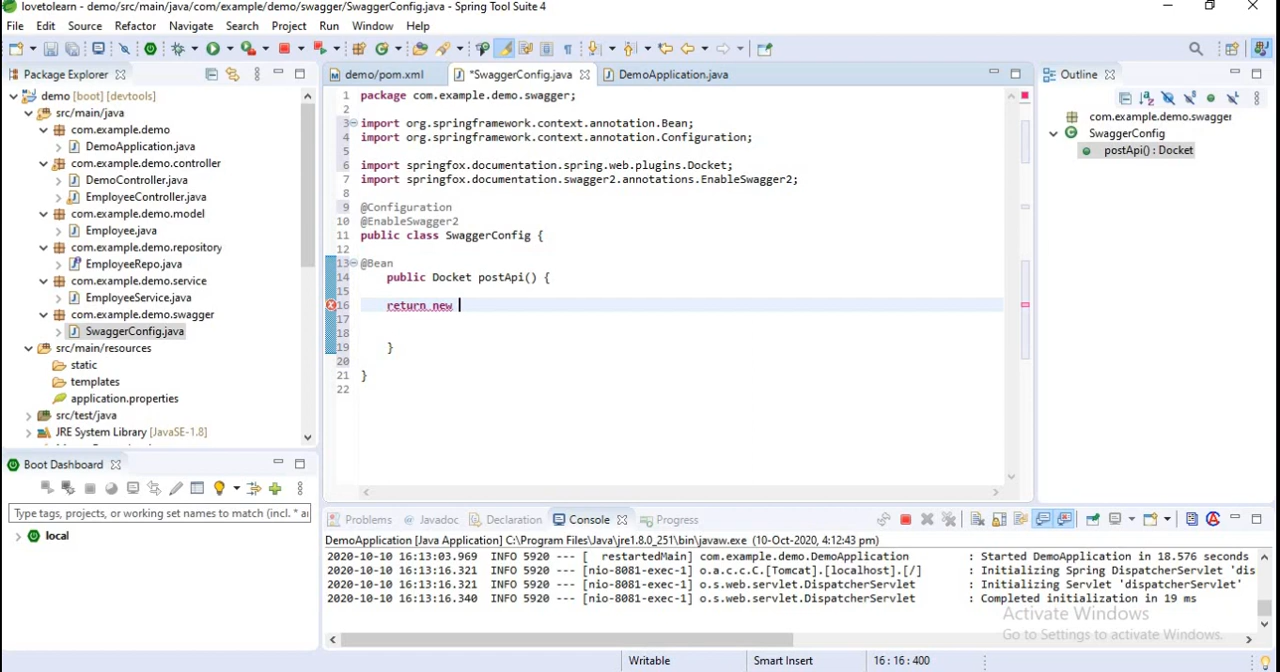 lovetolearn - demo/src/main/java/com/example/demo/swagger/SwaggerConfig.java - Spring Tool Suite 4
File Edit Source Refactor Navigate Search Project Run Window Help
Package Explorer
demo [boot] [devtools]
src/main/java
com.example.demo
DemoApplication.java
com.example.demo.controller
DemoController.java
EmployeeController.java
com.example.demo.model
Employee.java
com.example.demo.repository
EmployeeRepo.java
com.example.demo.service
EmployeeService.java
com.example.demo.swagger
SwaggerConfig.java
src/main/resources
static
templates
application.properties
src/test/java
JRE System Library [JavaSE-1.8]
Boot Dashboard
Type tags, projects, or working set names to match (incl. * ai
local
demo/pom.xml *SwaggerConfig.java DemoApplication.java
1 package com.example.demo.swagger;
2
3 import org.springframework.context.annotation.Bean;
4 import org.springframework.context.annotation.Configuration;
5
6 import springfox.documentation.spring.web.plugins.Docket;
7 import springfox.documentation.swagger2.annotations.EnableSwagger2;
8
9 @Configuration
10 @EnableSwagger2
11 public class SwaggerConfig {
12
13 @Bean
14 public Docket postApi() {
15
16 return new
17
18
19 }
20
21 }
22
Outline
com.example.demo.swagger
SwaggerConfig
postApi() : Docket
Problems Javadoc Declaration Console Progress
DemoApplication [Java Application] C:\Program Files\Java\jre1.8.0_251\bin\javaw.exe (10-Oct-2020, 4:12:43 pm)
2020-10-10 16:13:03.969 INFO 5920 --- [ restartedMain] com.example.demo.DemoApplication : Started DemoApplication in 18.576 seconds
2020-10-10 16:13:16.321 INFO 5920 --- [nio-8081-exec-1] o.a.c.c.C.[Tomcat].[localhost].[/] : Initializing Spring DispatcherServlet 'dis
2020-10-10 16:13:16.321 INFO 5920 --- [nio-8081-exec-1] o.s.web.servlet.DispatcherServlet : Initializing Servlet 'dispatcherServlet'
2020-10-10 16:13:16.340 INFO 5920 --- [nio-8081-exec-1] o.s.web.servlet.DispatcherServlet : Completed initialization in 19 ms
Activate Windows
Go to Settings to activate Windows.
Writable Smart Insert 16 : 16 : 400